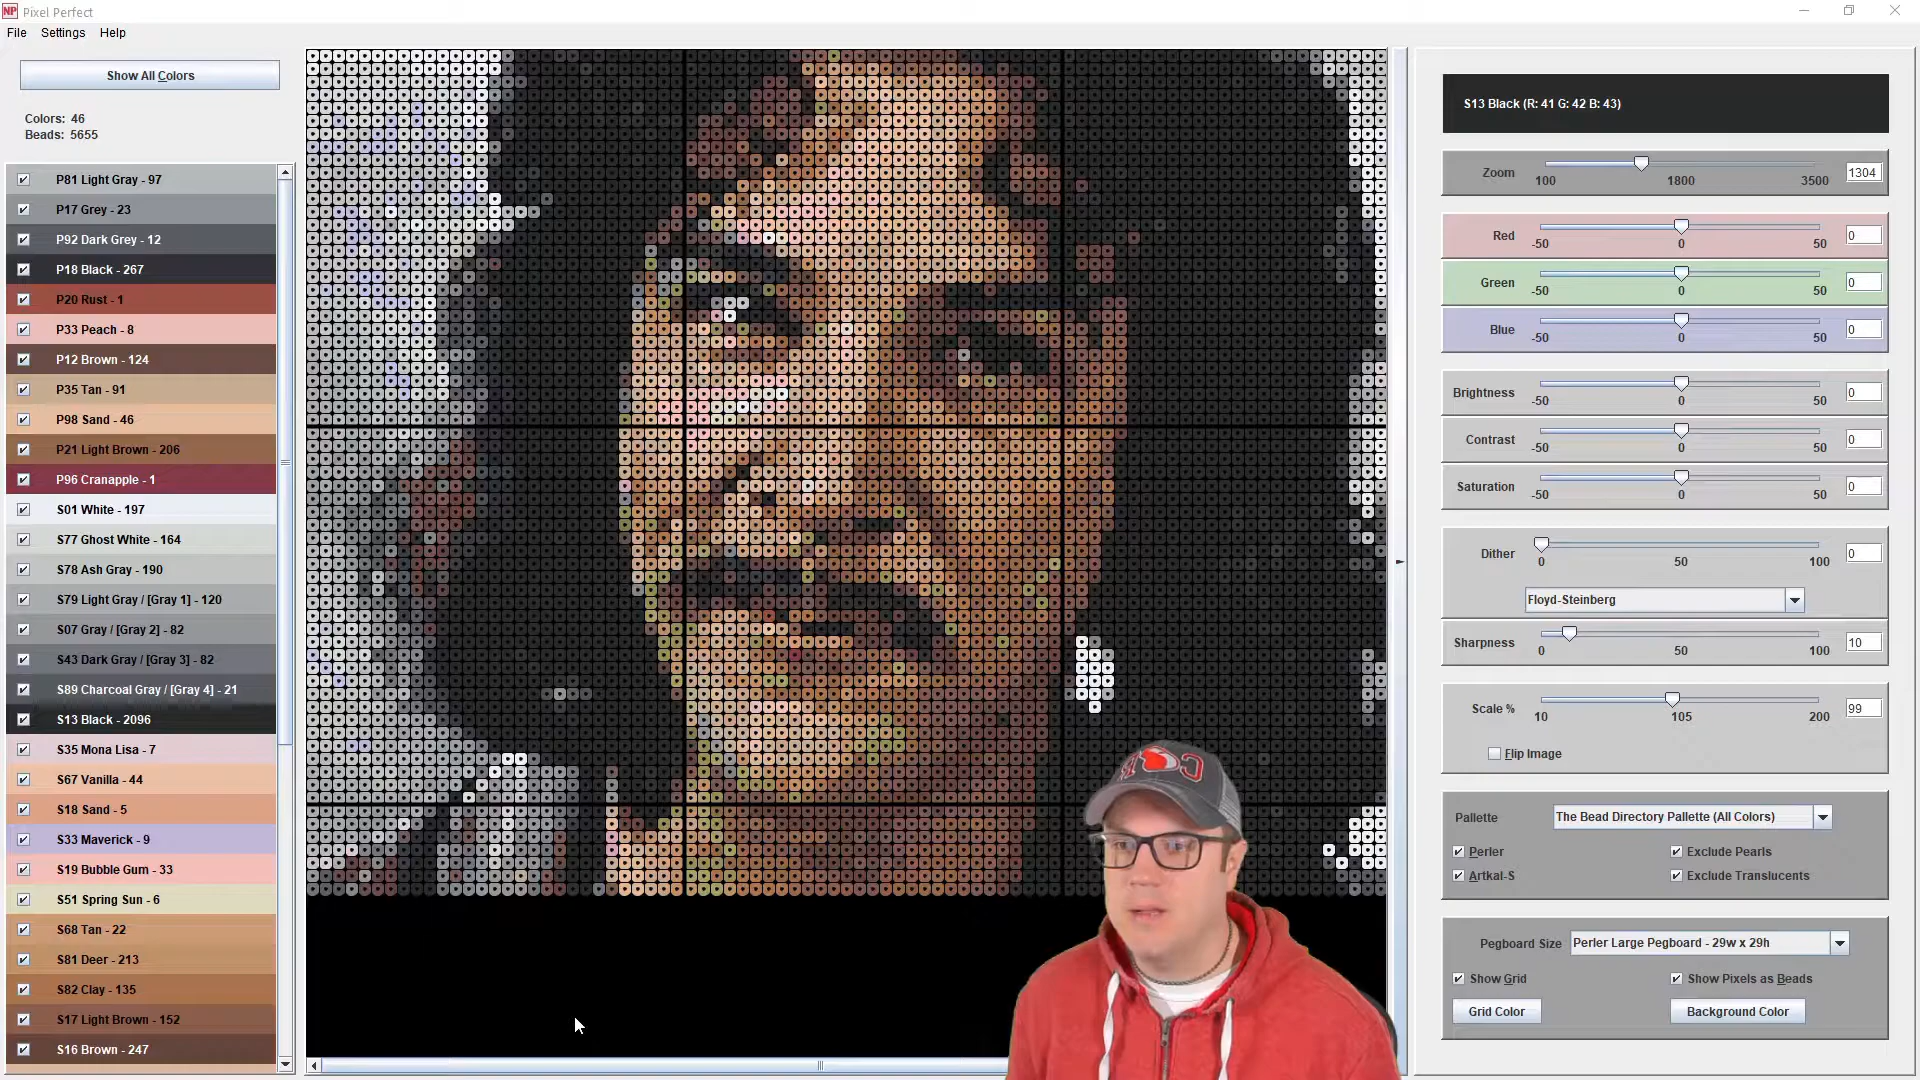 NP Pixel Perfect
File Settings Help
Show All Colors
Colors: 46
Beads: 5655
P81 Light Gray - 97
P17 Grey - 23
P92 Dark Grey - 12
P18 Black - 267
P20 Rust - 1
P33 Peach - 8
P12 Brown - 124
P35 Tan - 91
P98 Sand - 46
P21 Light Brown - 206
P96 Cranapple - 1
S01 White - 197
S77 Ghost White - 164
S78 Ash Gray - 190
S79 Light Gray / [Gray 1] - 120
S07 Gray / [Gray 2] - 82
S43 Dark Gray / [Gray 3] - 82
S89 Charcoal Gray / [Gray 4] - 21
S13 Black - 2096
S35 Mona Lisa - 7
S67 Vanilla - 44
S18 Sand - 5
S33 Maverick - 9
S19 Bubble Gum - 33
S51 Spring Sun - 6
S68 Tan - 22
S81 Deer - 213
S82 Clay - 135
S17 Light Brown - 152
S16 Brown - 247
S13 Black (R: 41 G: 42 B: 43)
Zoom 1304
100 1800 3500
Red 0
-50 0 50
Green 0
-50 0 50
Blue 0
-50 0 50
Brightness 0
-50 0 50
Contrast 0
-50 0 50
Saturation 0
-50 0 50
Dither 0
0 50 100
Floyd-Steinberg
Sharpness 10
0 50 100
Scale % 99
10 105 200
Flip Image
Pallette The Bead Directory Pallette (All Colors)
Perler Exclude Pearls
Artkal-S Exclude Translucents
Pegboard Size Perler Large Pegboard - 29w x 29h
Show Grid Show Pixels as Beads
Grid Color Background Color